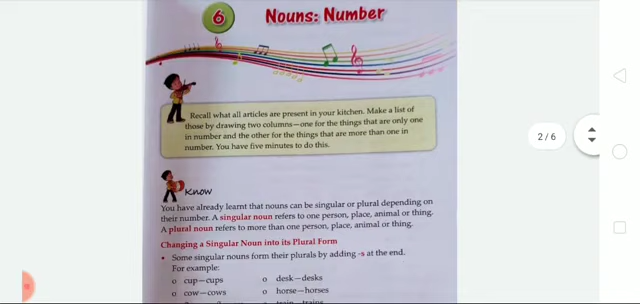 6 Nouns: Number
Recall what all articles are present in your kitchen. Make a list of
those by drawing two columns—one for the things that are only one
in number and the other for the things that are more than one in
number. You have five minutes to do this.
2 / 6
Know
You have already learnt that nouns can be singular or plural depending on
their number. A singular noun refers to one person, place, animal or thing.
A plural noun refers to more than one person, place, animal or thing.
Changing a Singular Noun into its Plural Form
• Some singular nouns form their plurals by adding -s at the end.
For example:
o cup—cups o desk—desks
o cow—cows o horse—horses
train—trains